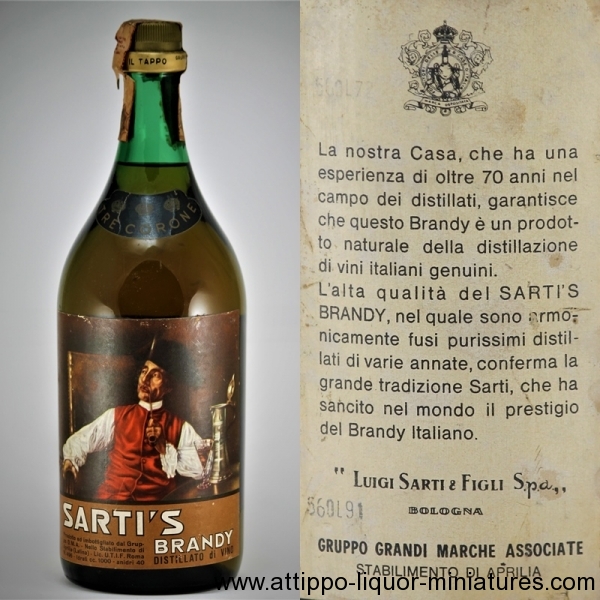 IL TAPPO
TRE CORONE
SARTI'S
BRANDY
DISTILLATO di VINO
560L72
La nostra Casa, che ha una
esperienza di oltre 70 anni nel
campo dei distillati, garantisce
che questo Brandy è un prodot-
to naturale della distillazione
di vini italiani genuini.
L'alta qualità del SARTI'S
BRANDY, nel quale sono armo-
nicamente fusi purissimi distil-
lati di varie annate, conferma la
grande tradizione Sarti, che ha
sancito nel mondo il prestigio
del Brandy Italiano.
" LUIGI SARTI & FIGLI S.p.a.,,
560L91
BOLOGNA
GRUPPO GRANDI MARCHE ASSOCIATE
STABILIMENTO DI APRILIA
www.attippo-liquor-miniatures.com